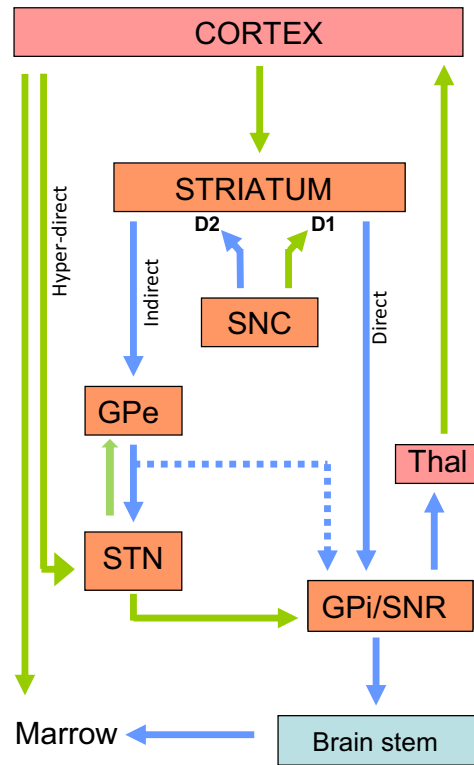 CORTEX
STRIATUM
D2
D1
Hyper-direct
Indirect
Direct
SNC
GPe
Thal
STN
GPi/SNR
Marrow
Brain stem